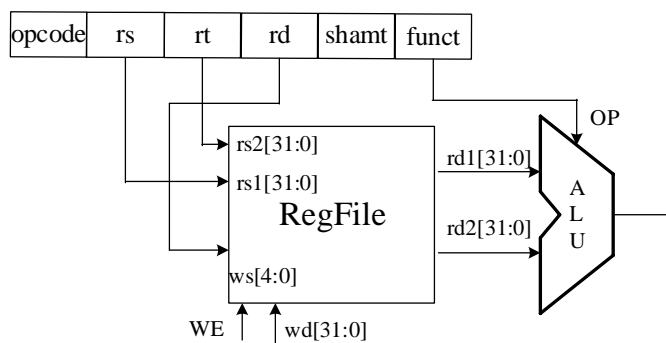 opcode rs rt rd shamt funct
OP
rs2[31:0]
rd1[31:0]
rs1[31:0]
RegFile
A
L
U
rd2[31:0]
ws[4:0]
WE
wd[31:0]